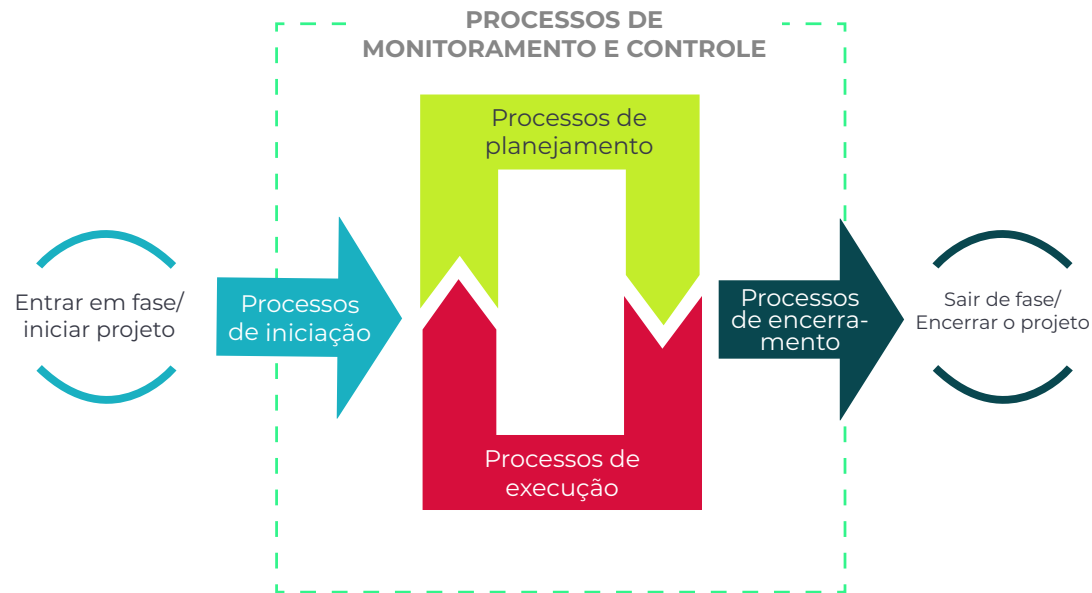 PROCESSOS DE
MONITORAMENTO E CONTROLE
Processos de
planejamento
Entrar em fase/
iniciar projeto
Processos
de iniciação
Processos
de encerra-
mento
Sair de fase/
Encerrar o projeto
Processos de
execução